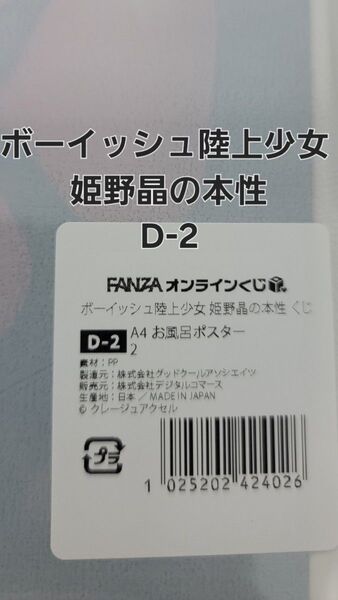 ボーイッシュ陸上少女
姫野晶の本性
D-2
FANZA オンラインくじ
ボーイッシュ陸上少女 姫野晶の本性 くじ
D-2 A4 お風呂ポスター
2
素材：PP
製造元：株式会社グッドクールアソシエイツ
販売元：株式会社デジタルコマース
生産地：日本 / MADE IN JAPAN
© クレージュアクセル
プラ
1 025202 424026